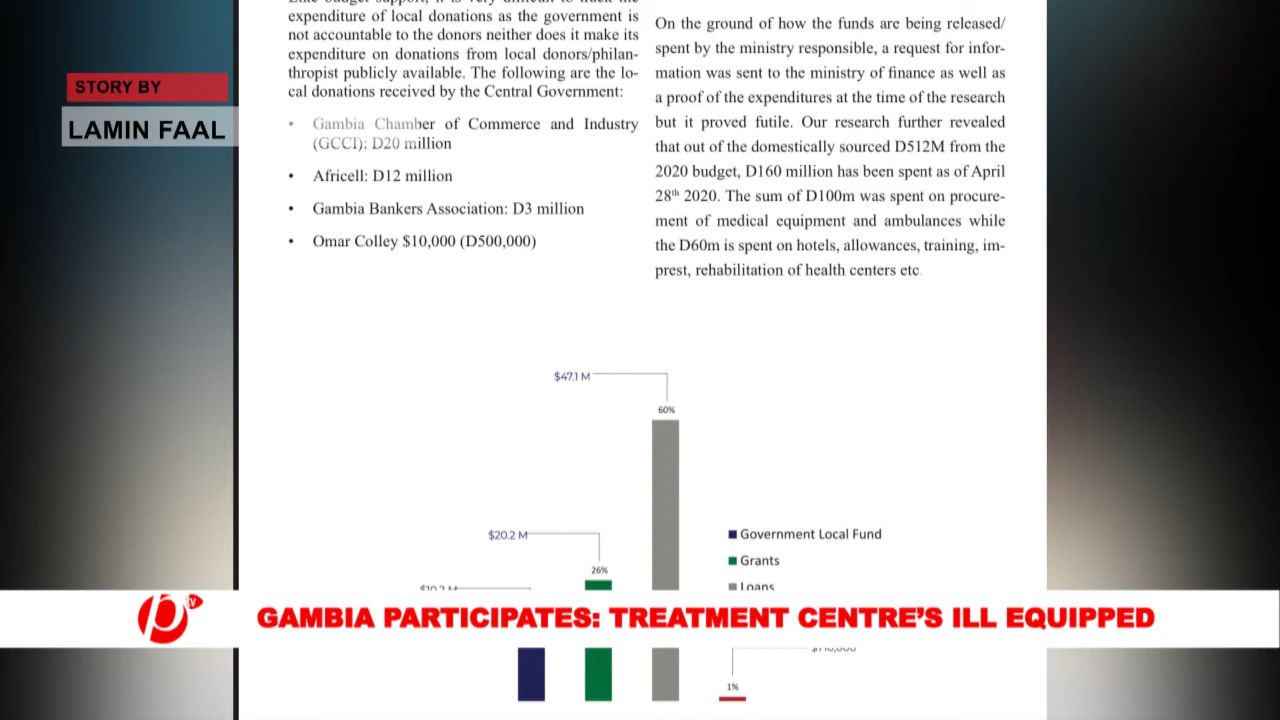 STORY BY
LAMIN FAAL
expenditure of local donations as the government is
not accountable to the donors neither does it make its
expenditure on donations from local donors/philan-
thropist publicly available. The following are the lo-
cal donations received by the Central Government:
• Gambia Chamber of Commerce and Industry
(GCCI): D20 million
• Africell: D12 million
• Gambia Bankers Association: D3 million
• Omar Colley $10,000 (D500,000)
On the ground of how the funds are being released/
spent by the ministry responsible, a request for infor-
mation was sent to the ministry of finance as well as
a proof of the expenditures at the time of the research
but it proved futile. Our research further revealed
that out of the domestically sourced D512M from the
2020 budget, D160 million has been spent as of April
28th 2020. The sum of D100m was spent on procure-
ment of medical equipment and ambulances while
the D60m is spent on hotels, allowances, training, im-
prest, rehabilitation of health centers etc.
$47.1 M
60%
$20.2 M
26%
Government Local Fund
Grants
Loans
tv
GAMBIA PARTICIPATES: TREATMENT CENTRE'S ILL EQUIPPED
1%